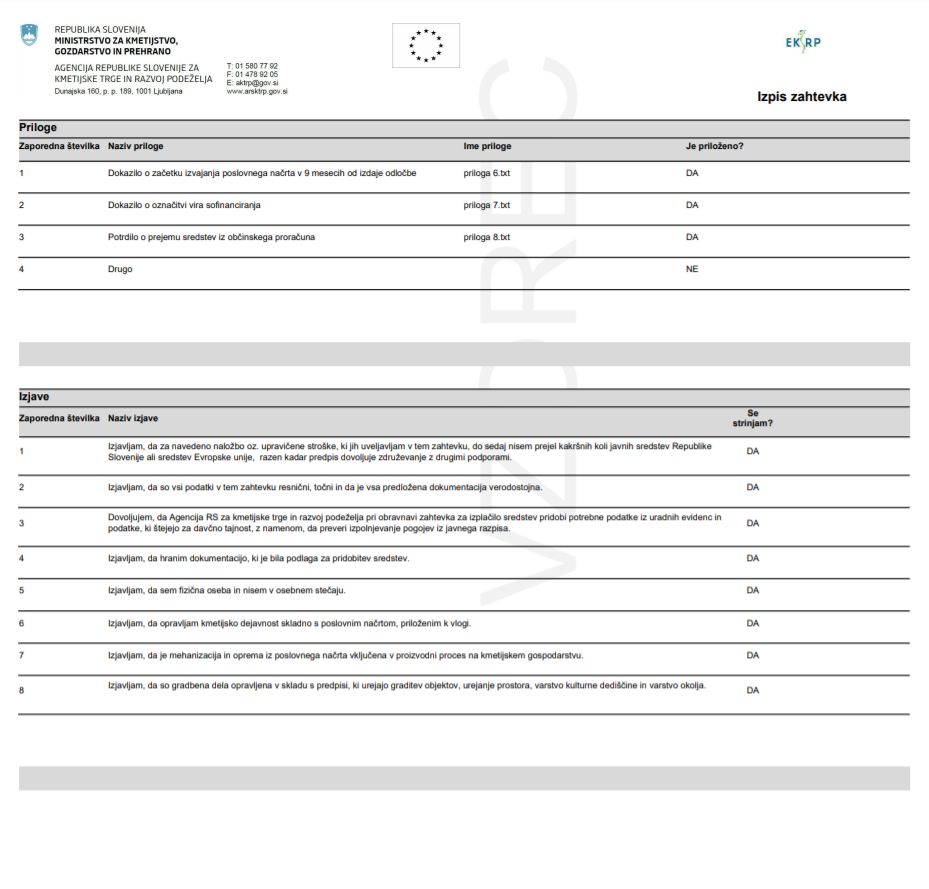 REPUBLIKA SLOVENIJA
MINISTRSTVO ZA KMETIJSTVO,
GOZDARSTVO IN PREHRANO
AGENCIJA REPUBLIKE SLOVENIJE ZA
KMETIJSKE TRGE IN RAZVOJ PODEŽELJA
Dunajska 160, p. p. 189, 1001 Ljubljana
T: 01 580 77 92
F: 01 478 92 05
E: aktrp@gov.si
www.arsktrp.gov.si
EKSRP
Izpis zahtevka
VZOREC
Priloge
Zaporedna številka Naziv priloge Ime priloge Je priloženo?
1 Dokazilo o začetku izvajanja poslovnega načrta v 9 mesecih od izdaje odločbe priloga 6.txt DA
2 Dokazilo o označitvi vira sofinanciranja priloga 7.txt DA
3 Potrdilo o prejemu sredstev iz občinskega proračuna priloga 8.txt DA
4 Drugo NE
Izjave
Zaporedna številka Naziv izjave Se
strinjam?
1 Izjavljam, da za navedeno naložbo oz. upravičene stroške, ki jih uveljavljam v tem zahtevku, do sedaj nisem prejel kakršnih koli javnih sredstev Republike
Slovenije ali sredstev Evropske unije, razen kadar predpis dovoljuje združevanje z drugimi podporami. DA
2 Izjavljam, da so vsi podatki v tem zahtevku resnični, točni in da je vsa predložena dokumentacija verodostojna. DA
3 Dovoljujem, da Agencija RS za kmetijske trge in razvoj podeželja pri obravnavi zahtevka za izplačilo sredstev pridobi potrebne podatke iz uradnih evidenc in
podatke, ki štejejo za davčno tajnost, z namenom, da preveri izpolnjevanje pogojev iz javnega razpisa. DA
4 Izjavljam, da hranim dokumentacijo, ki je bila podlaga za pridobitev sredstev. DA
5 Izjavljam, da sem fizična oseba in nisem v osebnem stečaju. DA
6 Izjavljam, da opravljam kmetijsko dejavnost skladno s poslovnim načrtom, priloženim k vlogi. DA
7 Izjavljam, da je mehanizacija in oprema iz poslovnega načrta vključena v proizvodni proces na kmetijskem gospodarstvu. DA
8 Izjavljam, da so gradbena dela opravljena v skladu s predpisi, ki urejajo graditev objektov, urejanje prostora, varstvo kulturne dediščine in varstvo okolja. DA